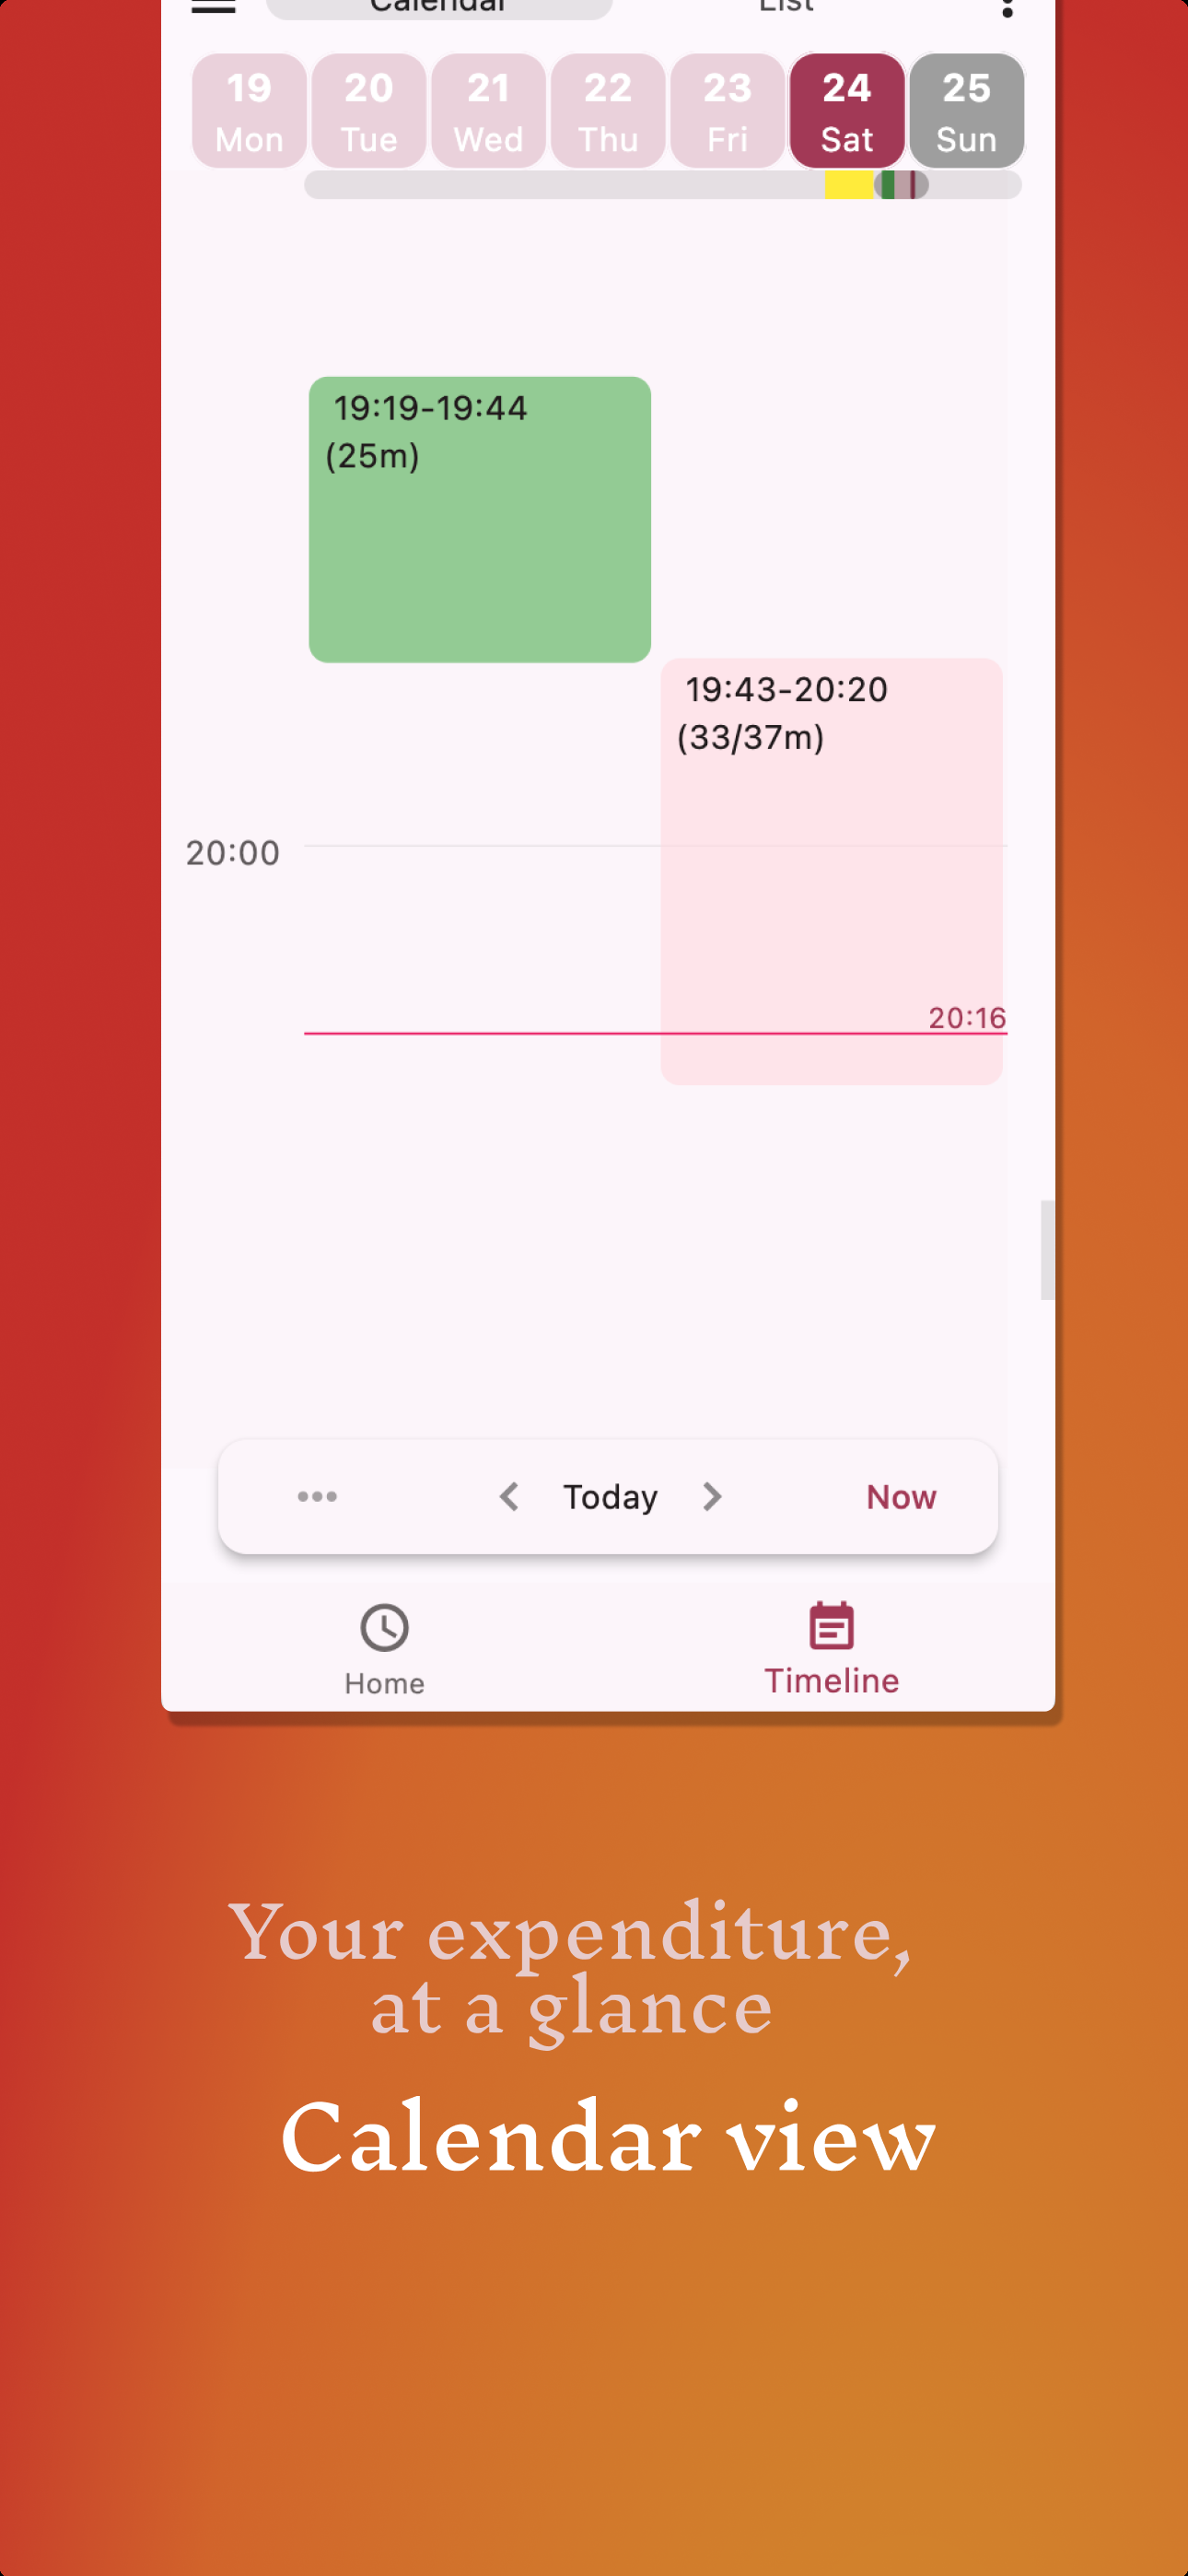 Calendar List
19 20 21 22 23 24 25
Mon Tue Wed Thu Fri Sat Sun
19:19-19:44
(25m)
19:43-20:20
(33/37m)
20:00
20:16
Today Now
Home Timeline
Your expenditure,
at a glance
Calendar view